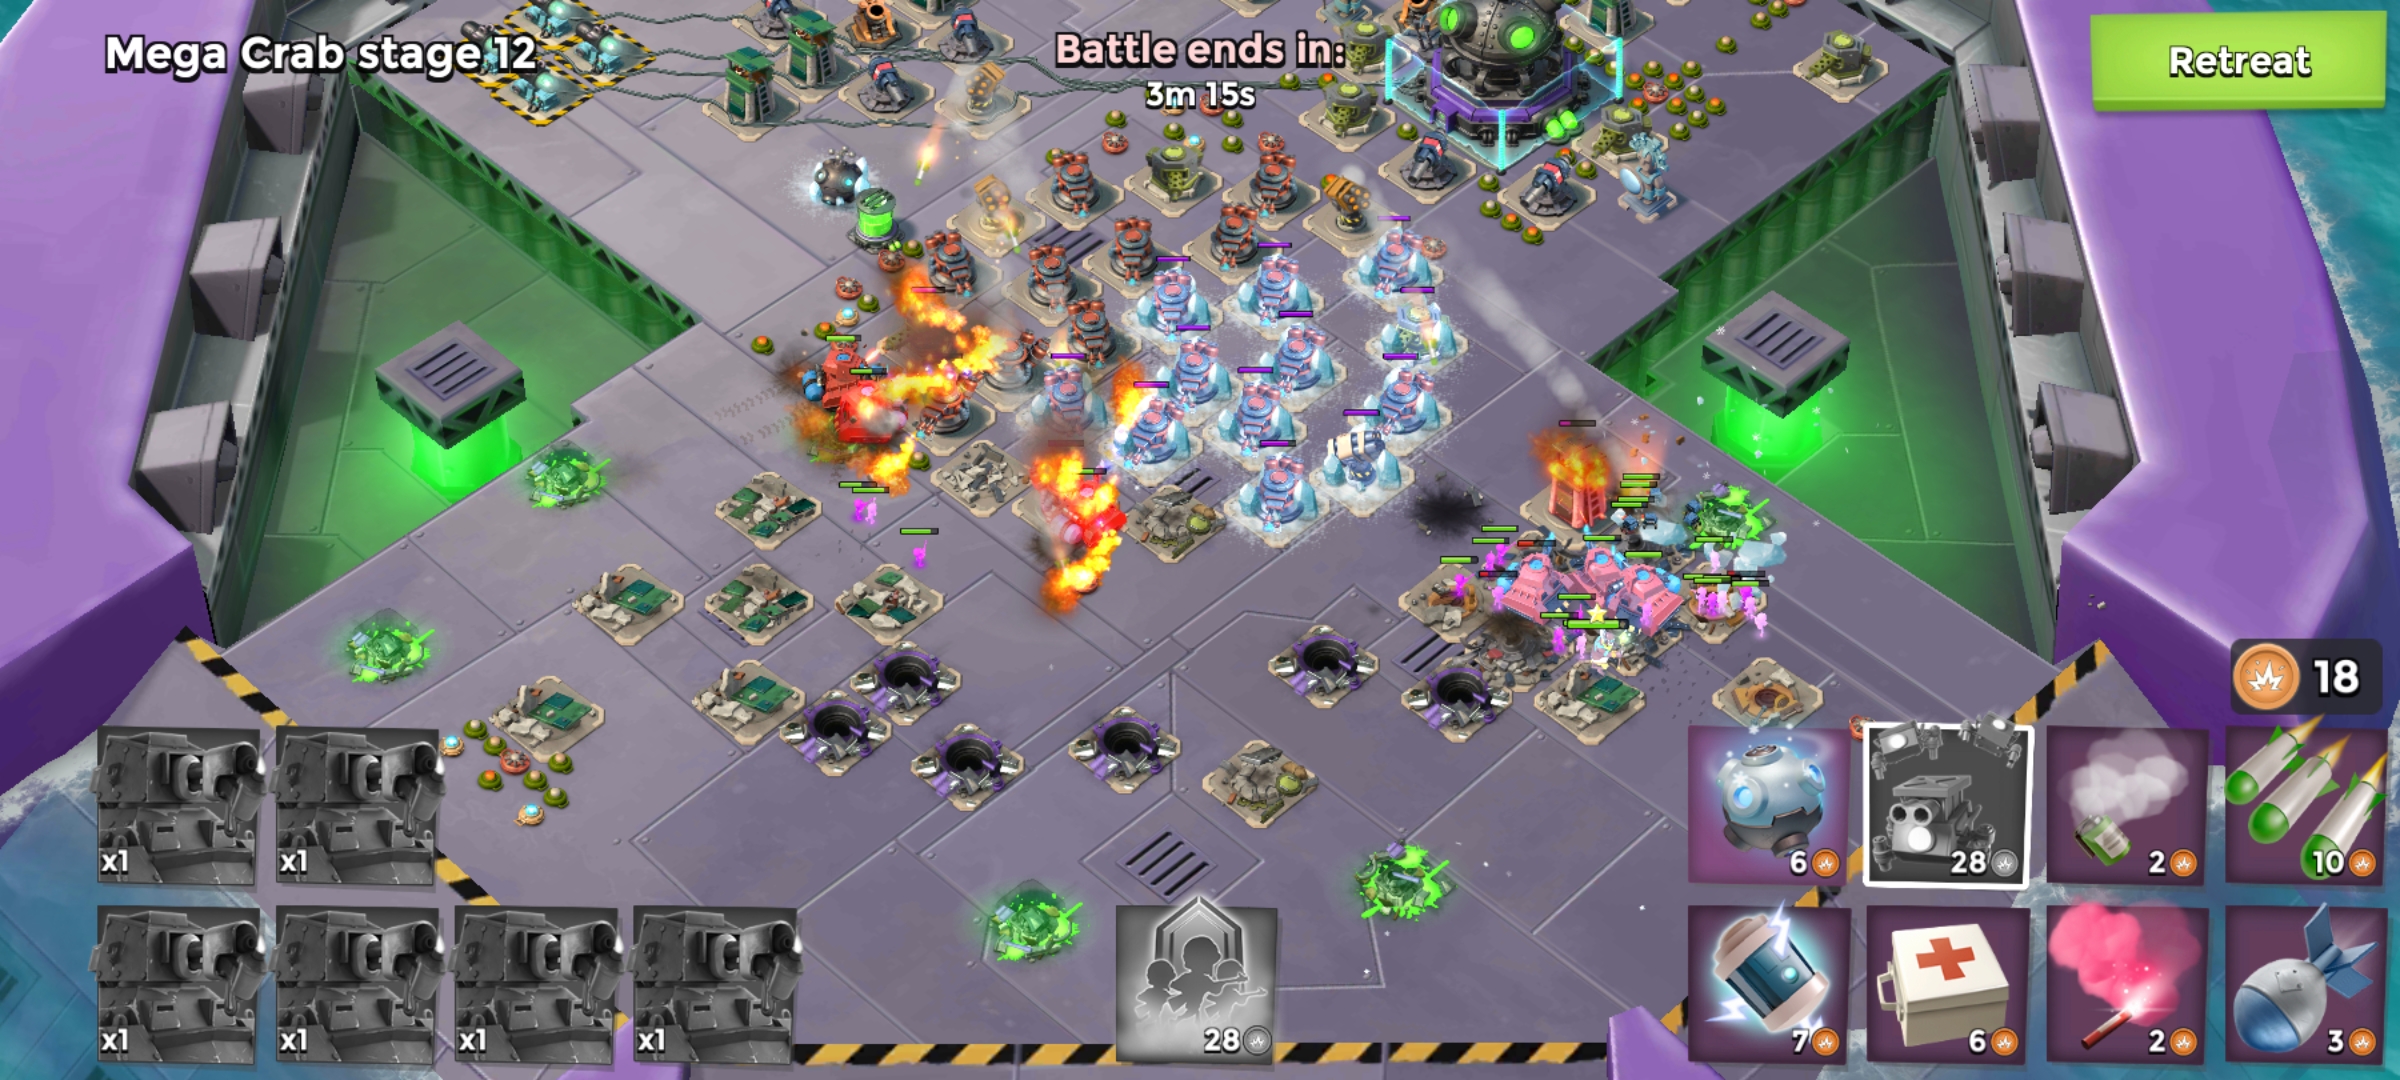 Mega Crab stage 12
Battle ends in:
3m 15s
Retreat
18
6
28
2
10
x1
x1
x1
x1
x1
x1
28
7
6
2
3